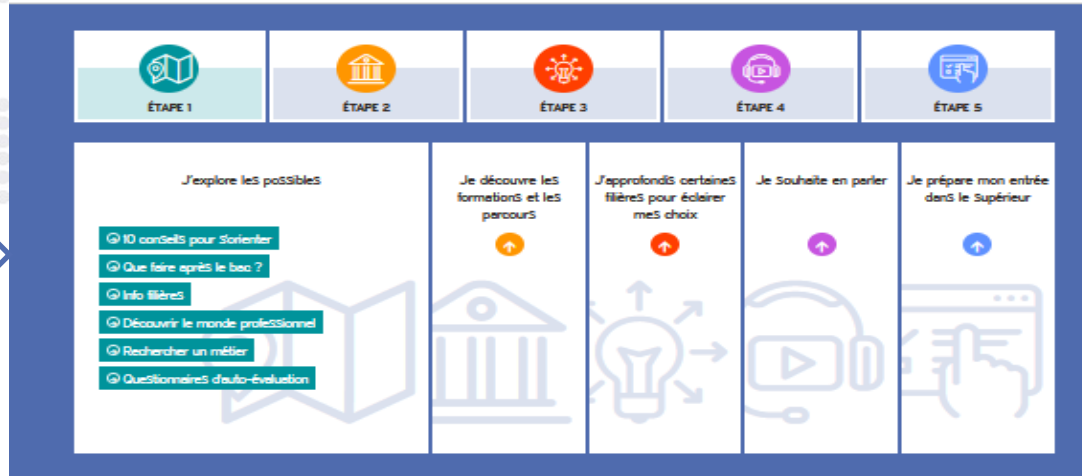 ÉTAPE 1
ÉTAPE 2
ÉTAPE 3
ÉTAPE 4
ÉTAPE 5
J'explore les possibles
10 conseils pour s'orienter
Que faire après le bac ?
Info filières
Découvrir le monde professionnel
Rechercher un métier
Questionnaires d'auto-évaluation
Je découvre les
formations et les
parcours
J'approfondis certaines
filières pour éclairer
mes choix
Je souhaite en parler
Je prépare mon entrée
dans le supérieur